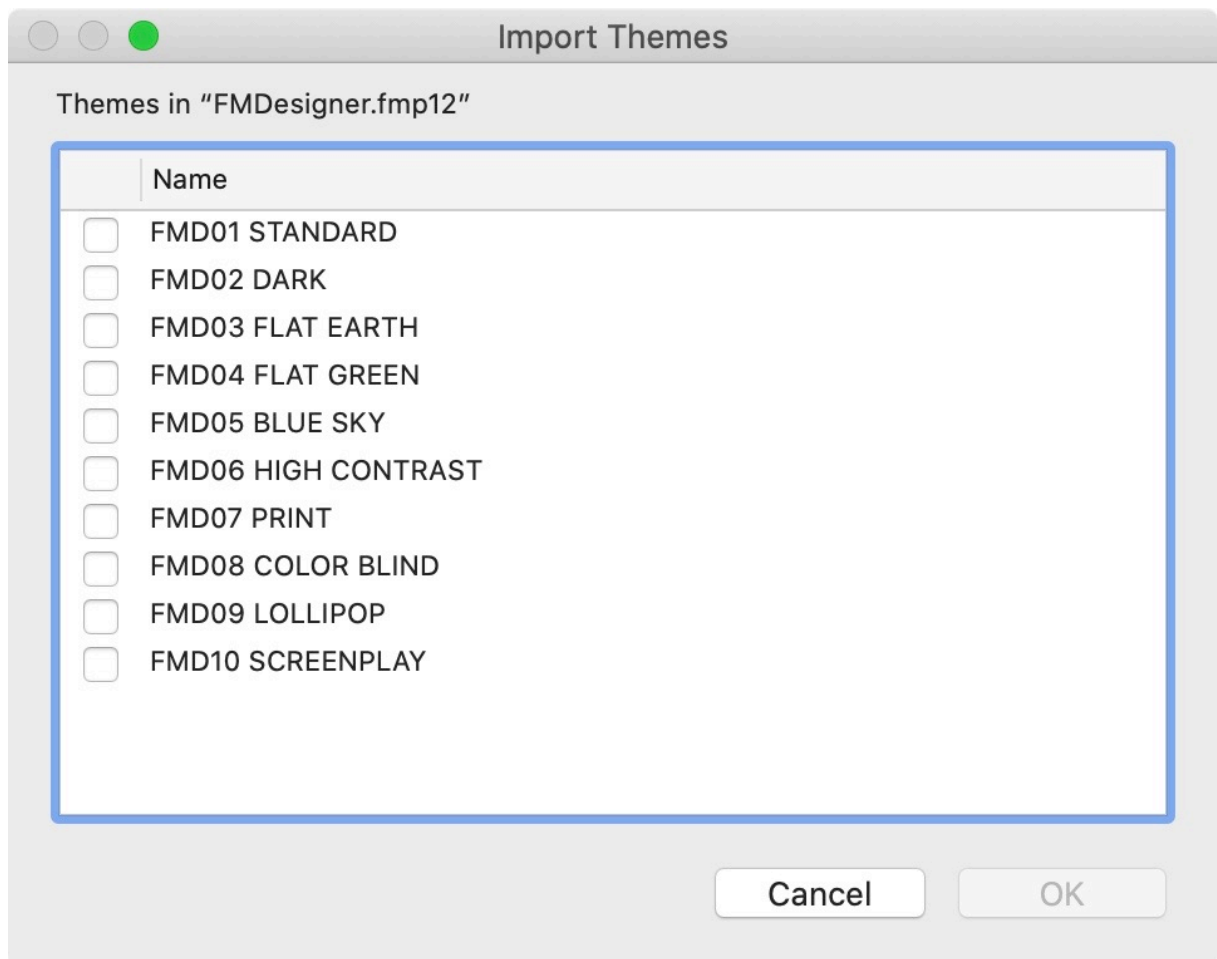 Import Themes
Themes in “FMDesigner.fmp12”
Name
FMD01 STANDARD
FMD02 DARK
FMD03 FLAT EARTH
FMD04 FLAT GREEN
FMD05 BLUE SKY
FMD06 HIGH CONTRAST
FMD07 PRINT
FMD08 COLOR BLIND
FMD09 LOLLIPOP
FMD10 SCREENPLAY
Cancel OK